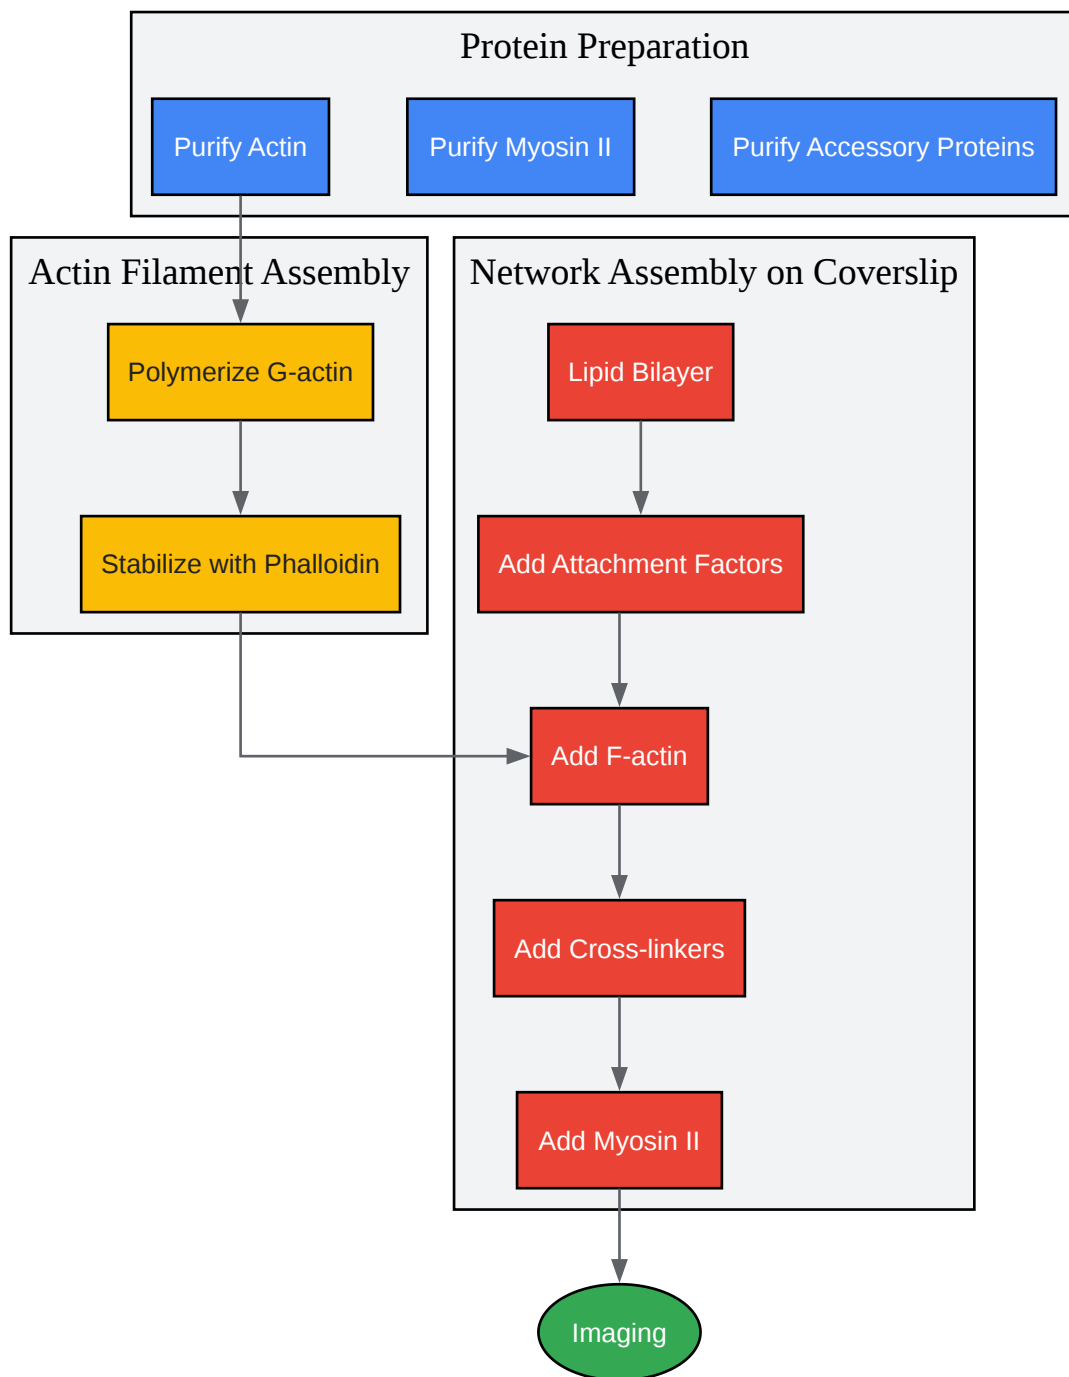 Protein Preparation
Purify Actin
Purify Myosin II
Purify Accessory Proteins
Actin Filament Assembly
Polymerize G-actin
Stabilize with Phalloidin
Network Assembly on Coverslip
Lipid Bilayer
Add Attachment Factors
Add F-actin
Add Cross-linkers
Add Myosin II
Imaging